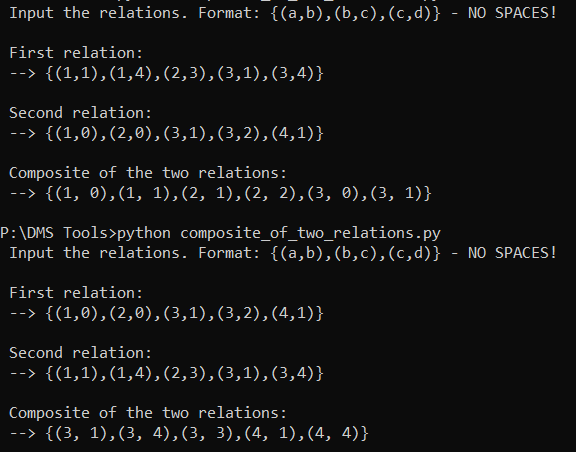 Input the relations. Format: {(a,b),(b,c),(c,d)} - NO SPACES!
First relation:
--> {(1,1),(1,4),(2,3),(3,1),(3,4)}
Second relation:
--> {(1,0),(2,0),(3,1),(3,2),(4,1)}
Composite of the two relations:
--> {(1, 0),(1, 1),(2, 1),(2, 2),(3, 0),(3, 1)}
P:\DMS Tools>python composite_of_two_relations.py
Input the relations. Format: {(a,b),(b,c),(c,d)} - NO SPACES!
First relation:
--> {(1,0),(2,0),(3,1),(3,2),(4,1)}
Second relation:
--> {(1,1),(1,4),(2,3),(3,1),(3,4)}
Composite of the two relations:
--> {(3, 1),(3, 4),(3, 3),(4, 1),(4, 4)}